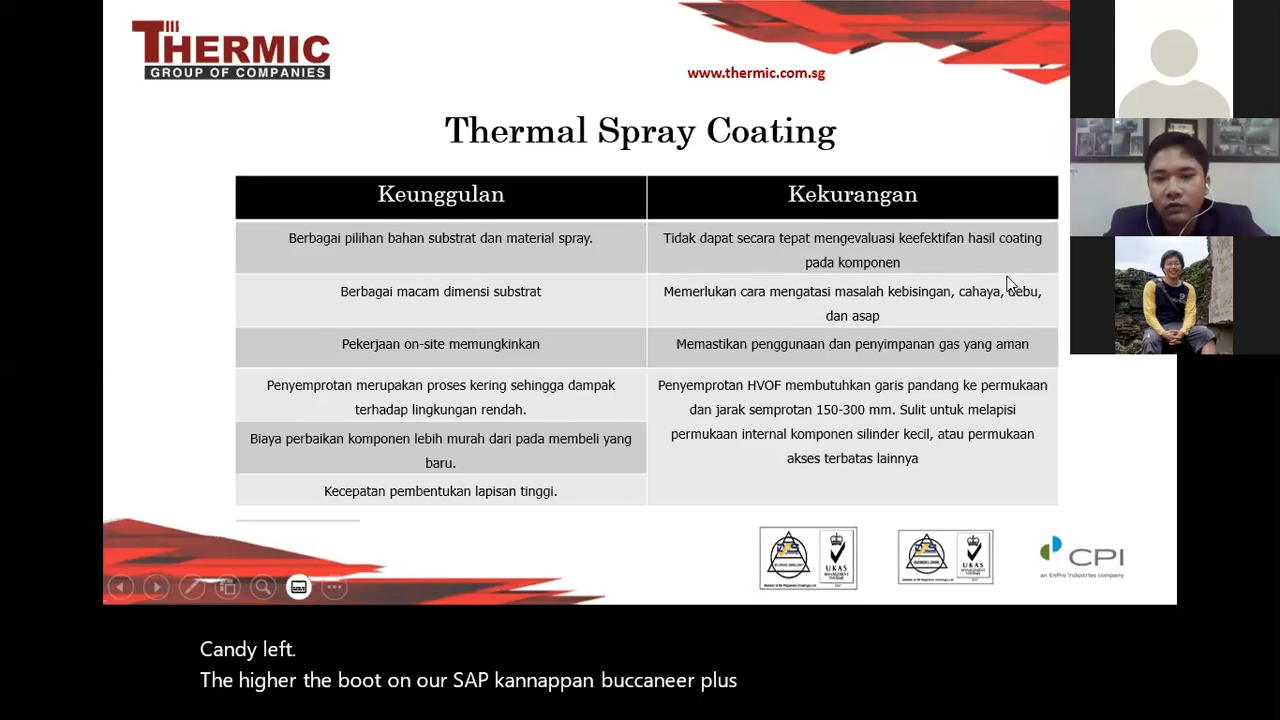 THERMIC
GROUP OF COMPANIES
www.thermic.com.sg
Thermal Spray Coating
Keunggulan
Kekurangan
Berbagai pilihan bahan substrat dan material spray.
Tidak dapat secara tepat mengevaluasi keefektifan hasil coating
pada komponen
Berbagai macam dimensi substrat
Memerlukan cara mengatasi masalah kebisingan, cahaya, debu,
dan asap
Pekerjaan on-site memungkinkan
Memastikan penggunaan dan penyimpanan gas yang aman
Penyemprotan merupakan proses kering sehingga dampak
terhadap lingkungan rendah.
Biaya perbaikan komponen lebih murah dari pada membeli yang
baru.
Kecepatan pembentukan lapisan tinggi.
Penyemprotan HVOF membutuhkan garis pandang ke permukaan
dan jarak semprotan 150-300 mm. Sulit untuk melapisi
permukaan internal komponen silinder kecil, atau permukaan
akses terbatas lainnya
UKAS
MANAGEMENT
SYSTEMS
UKAS
MANAGEMENT
SYSTEMS
CPI
an EnPro Industries company
Candy left.
The higher the boot on our SAP kannappan buccaneer plus